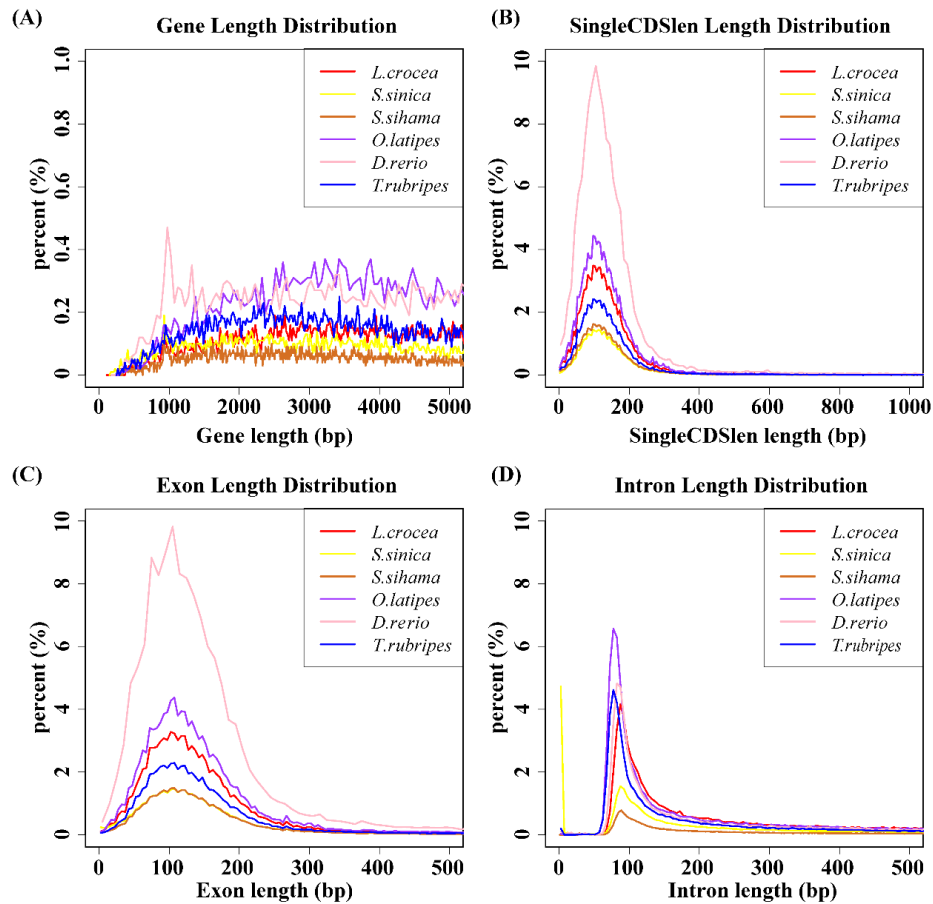 (A)
Gene Length Distribution
percent (%)
1.0
0.8
0.6
0.4
0.2
0
L.crocea
S.sinica
S.sihama
O.latipes
D.rerio
T.rubripes
0 1000 2000 3000 4000 5000
Gene length (bp)
(B)
SingleCDSlen Length Distribution
percent (%)
10
8
6
4
2
0
L.crocea
S.sinica
S.sihama
O.latipes
D.rerio
T.rubripes
0 200 400 600 800 1000
SingleCDSlen length (bp)
(C)
Exon Length Distribution
percent (%)
10
8
6
4
2
0
L.crocea
S.sinica
S.sihama
O.latipes
D.rerio
T.rubripes
0 100 200 300 400 500
Exon length (bp)
(D)
Intron Length Distribution
percent (%)
10
8
6
4
2
0
L.crocea
S.sinica
S.sihama
O.latipes
D.rerio
T.rubripes
0 100 200 300 400 500
Intron length (bp)